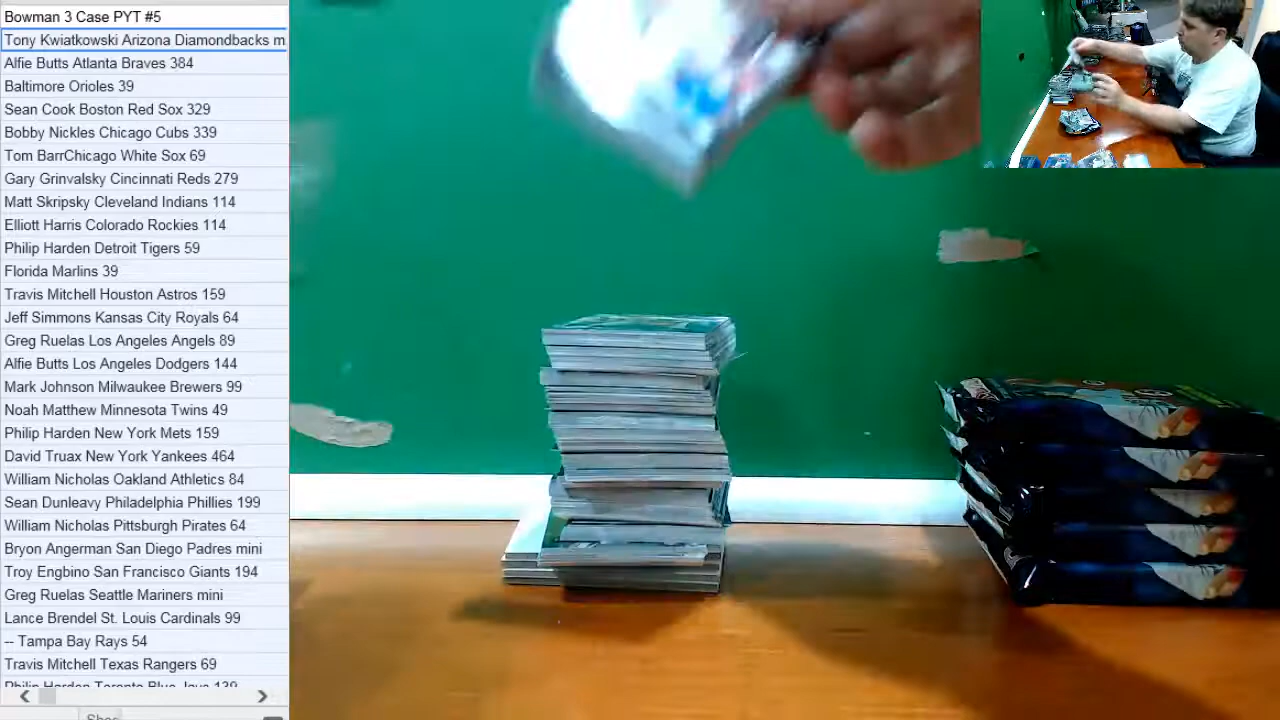 Bowman 3 Case PYT #5
Tony Kwiatkowski Arizona Diamondbacks m
Alfie Butts Atlanta Braves 384
Baltimore Orioles 39
Sean Cook Boston Red Sox 329
Bobby Nickles Chicago Cubs 339
Tom BarrChicago White Sox 69
Gary Grinvalsky Cincinnati Reds 279
Matt Skripsky Cleveland Indians 114
Elliott Harris Colorado Rockies 114
Philip Harden Detroit Tigers 59
Florida Marlins 39
Travis Mitchell Houston Astros 159
Jeff Simmons Kansas City Royals 64
Greg Ruelas Los Angeles Angels 89
Alfie Butts Los Angeles Dodgers 144
Mark Johnson Milwaukee Brewers 99
Noah Matthew Minnesota Twins 49
Philip Harden New York Mets 159
David Truax New York Yankees 464
William Nicholas Oakland Athletics 84
Sean Dunleavy Philadelphia Phillies 199
William Nicholas Pittsburgh Pirates 64
Bryon Angerman San Diego Padres mini
Troy Engbino San Francisco Giants 194
Greg Ruelas Seattle Mariners mini
Lance Brendel St. Louis Cardinals 99
-- Tampa Bay Rays 54
Travis Mitchell Texas Rangers 69
Philip Harden Toronto Blue Jays 139